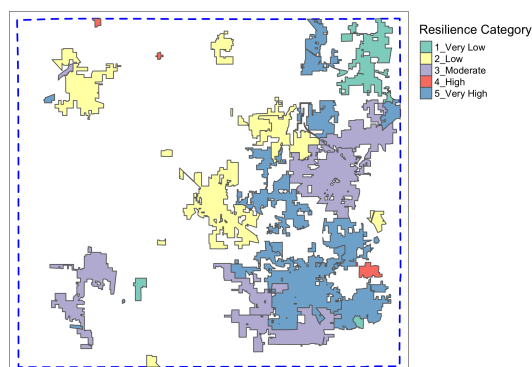 Resilience Category
1_Very Low
2_Low
3_Moderate
4_High
5_Very High